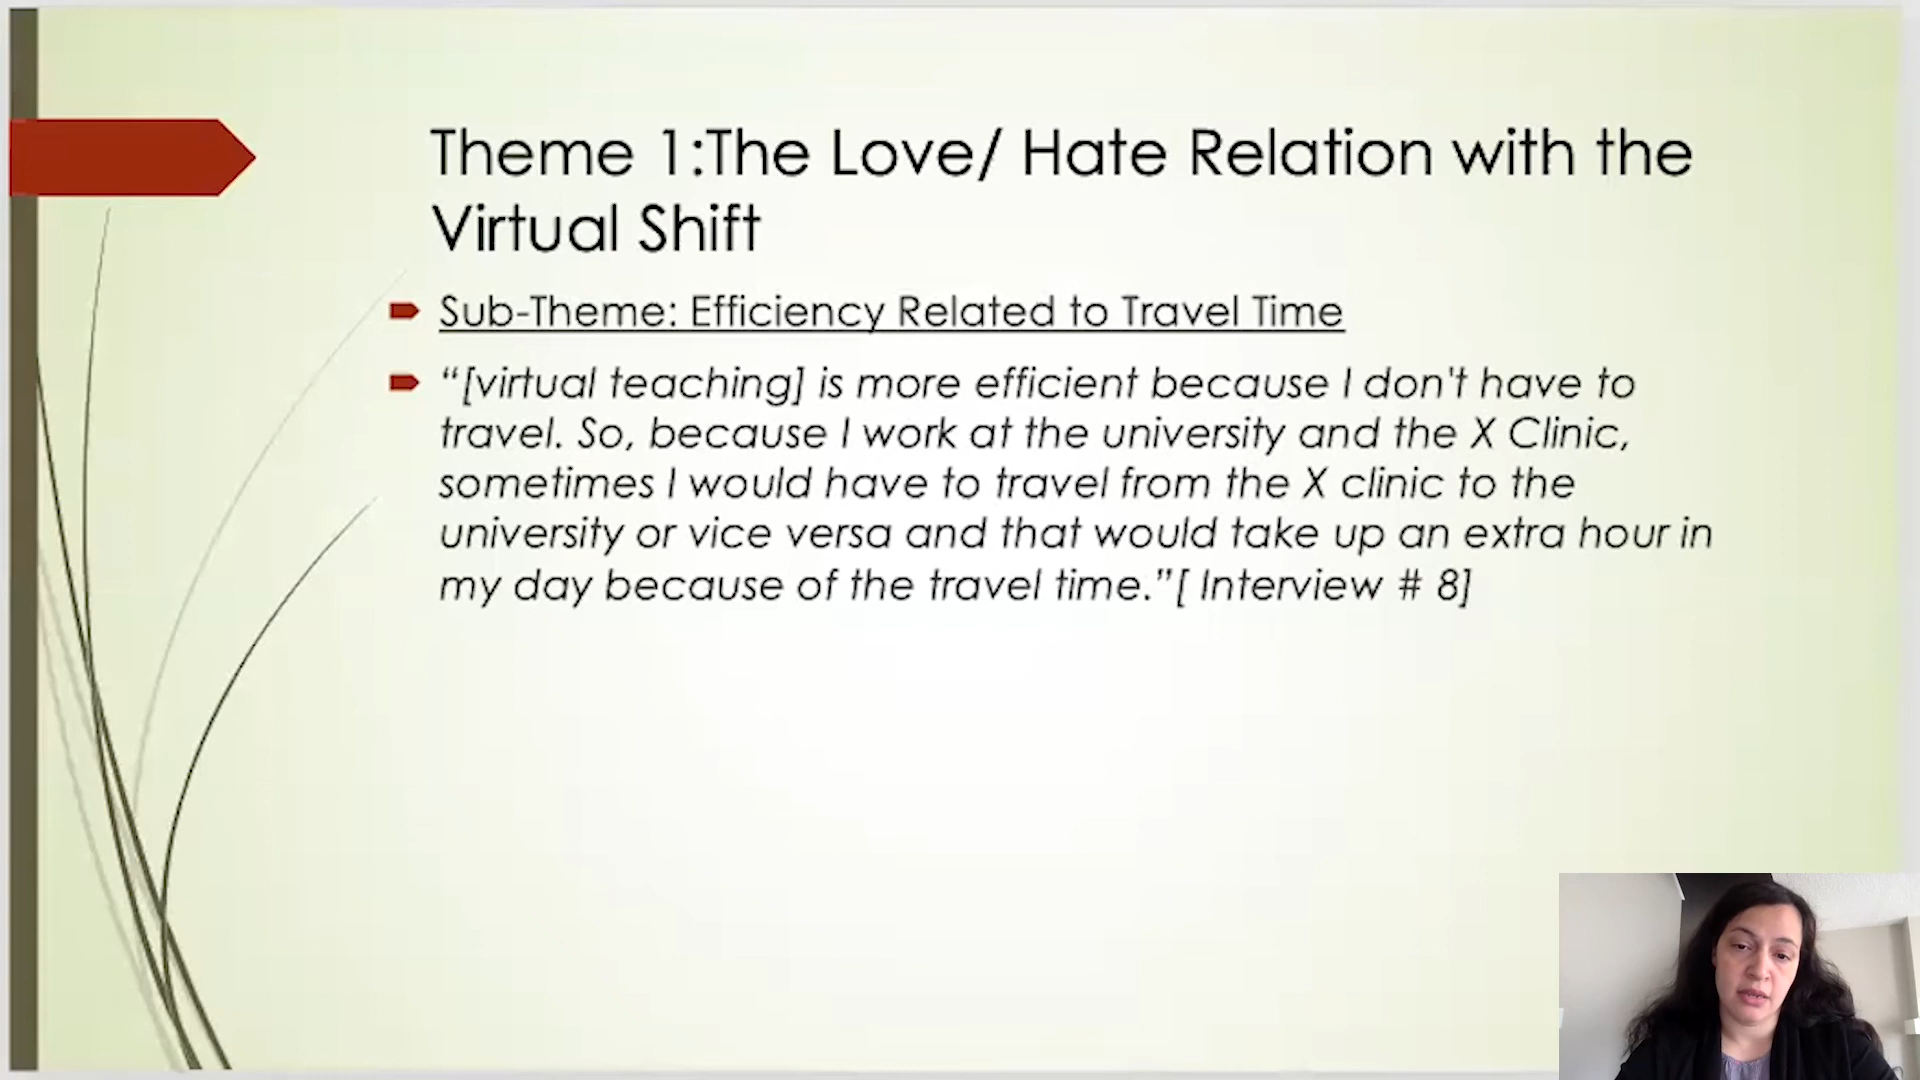 Theme 1:The Love/ Hate Relation with the
Virtual Shift
Sub-Theme: Efficiency Related to Travel Time
“[virtual teaching] is more efficient because I don't have to
travel. So, because I work at the university and the X Clinic,
sometimes I would have to travel from the X clinic to the
university or vice versa and that would take up an extra hour in
my day because of the travel time.”[ Interview # 8]